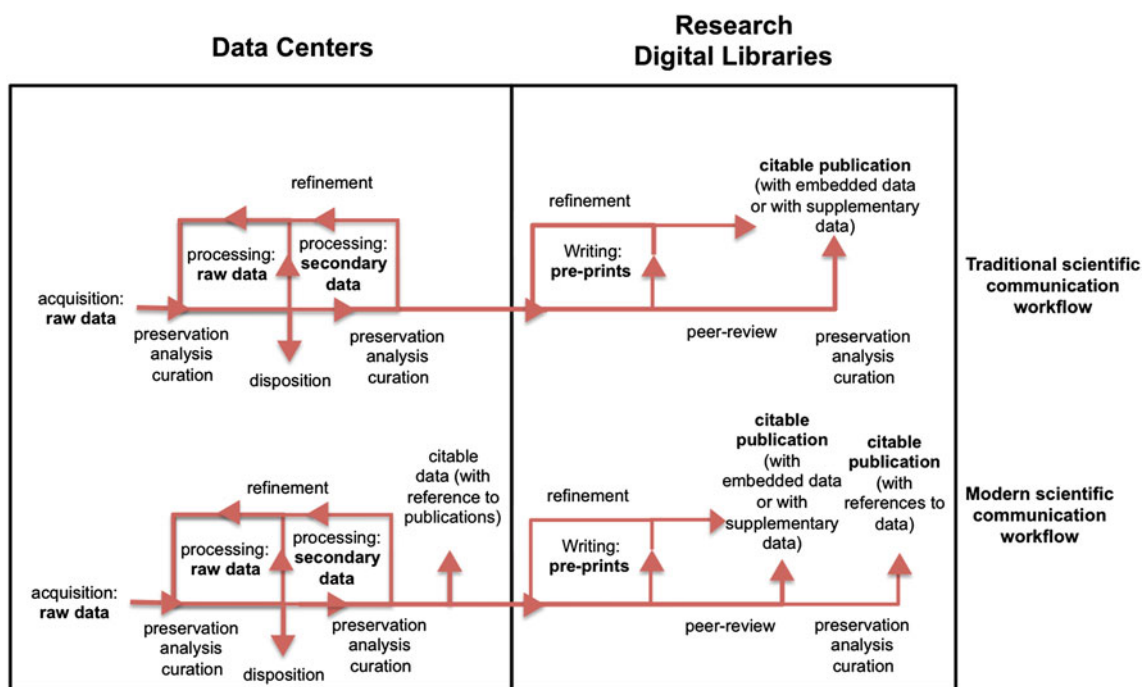 Data Centers
Research
Digital Libraries
refinement
processing:
raw data
processing:
secondary
data
acquisition:
raw data
preservation
analysis
curation
disposition
preservation
analysis
curation
refinement
Writing:
pre-prints
citable publication
(with embedded data
or with supplementary
data)
peer-review
preservation
analysis
curation
Traditional scientific
communication
workflow
refinement
processing:
raw data
processing:
secondary
data
citable
data (with
reference to
publications)
acquisition:
raw data
preservation
analysis
curation
disposition
preservation
analysis
curation
refinement
Writing:
pre-prints
citable
publication
(with
embedded data
or with
supplementary
data)
citable
publication
(with
references to
data)
peer-review
preservation
analysis
curation
Modern scientific
communication
workflow